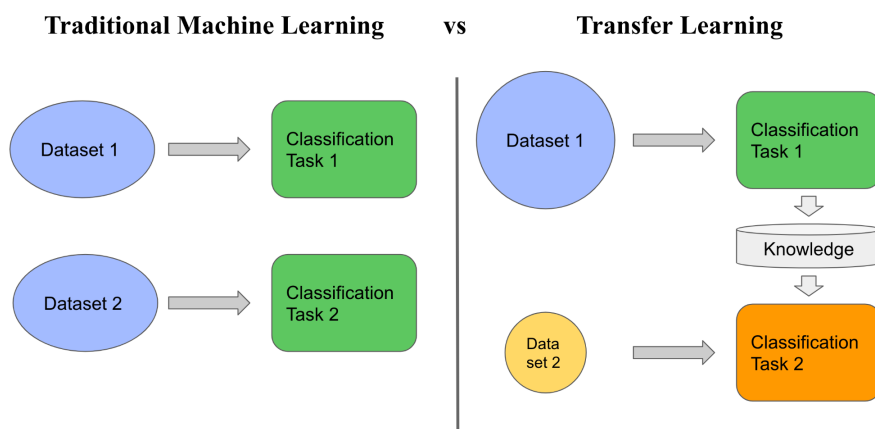 Traditional Machine Learning vs Transfer Learning
Dataset 1
Classification
Task 1
Dataset 2
Classification
Task 2
Dataset 1
Classification
Task 1
Knowledge
Data
set 2
Classification
Task 2